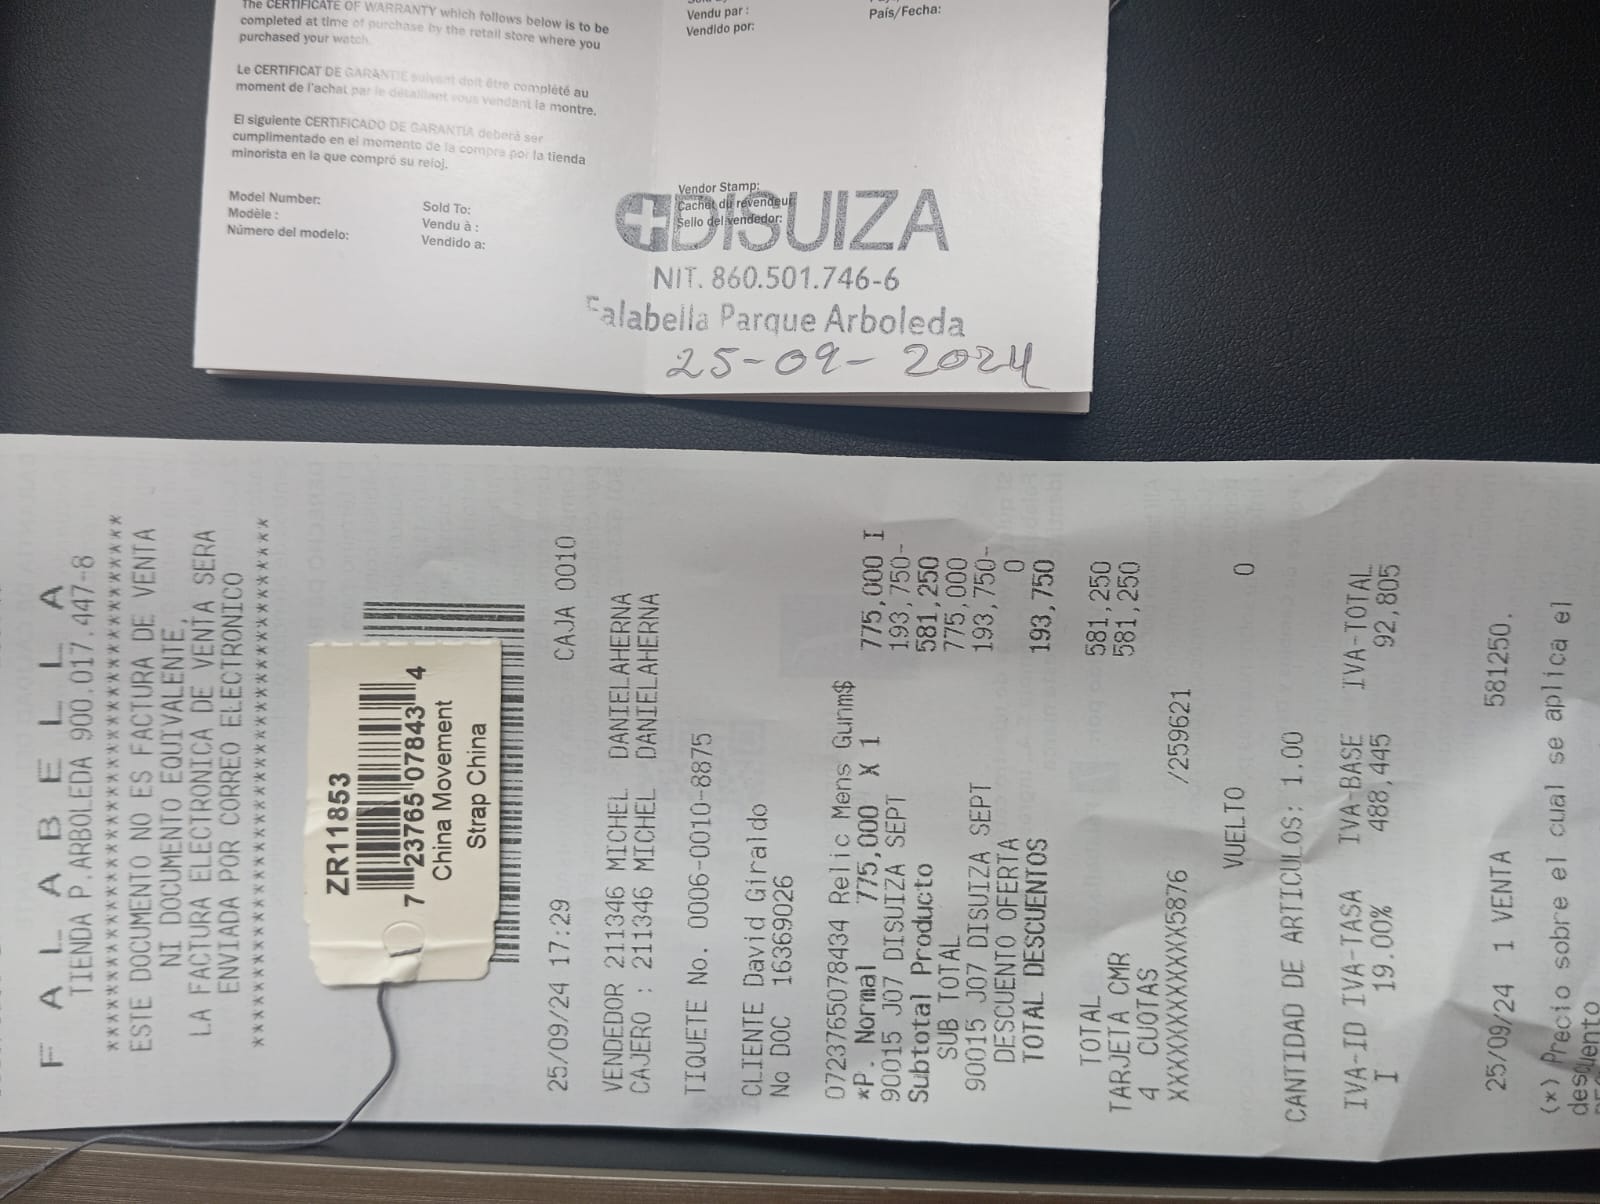 The CERTIFICATE OF WARRANTY which follows below is to be
completed at time of purchase by the retail store where you
purchased your watch.
Le CERTIFICAT DE GARANTIE suivant doit être complété au
moment de l'achat par le détaillant vous vendant la montre.
El siguiente CERTIFICADO DE GARANTÍA deberá ser
cumplimentado en el momento de la compra por la tienda
minorista en la que compró su reloj.
Model Number:
Modèle :
Número del modelo:
Sold To:
Vendu à :
Vendido a:
Vendu par :
Vendido por:
País/Fecha:
Vendor Stamp:
Cachet du revendeur
Sello del vendedor:
DISUIZA
NIT. 860.501.746-6
Falabella Parque Arboleda
25-09-2024
F A L A B E L L A
TIENDA P.ARBOLEDA 900.017.447-8
ESTE DOCUMENTO NO ES FACTURA DE VENTA
NI DOCUMENTO EQUIVALENTE,
LA FACTURA ELECTRONICA DE VENTA SERA
ENVIADA POR CORREO ELECTRONICO
ZR11853
7 23765 07843 4
China Movement
Strap China
25/09/24 17:29 CAJA 0010
VENDEDOR 211346 MICHEL DANIELAHERNA
CAJERO : 211346 MICHEL DANIELAHERNA
TIQUETE No. 0006-0010-8875
CLIENTE David Giraldo
No DOC 16369026
0723765078434 Relic Mens Gunm$ 775,000 I
*P. Normal 775,000 X 1
90015 J07 DISUIZA SEPT 193,750-
Subtotal Producto 581,250
SUB TOTAL 775,000
90015 J07 DISUIZA SEPT 193,750-
DESCUENTO OFERTA 0
TOTAL DESCUENTOS 193,750
TOTAL 581,250
TARJETA CMR 581,250
4 CUOTAS
XXXXXXXXXXXX5876 /259621
VUELTO 0
CANTIDAD DE ARTICULOS: 1.00
IVA-ID IVA-TASA IVA-BASE IVA-TOTAL
I 19.00% 488,445 92,805
25/09/24 1 VENTA 581250.
(*) Precio sobre el cual se aplica el
descuento